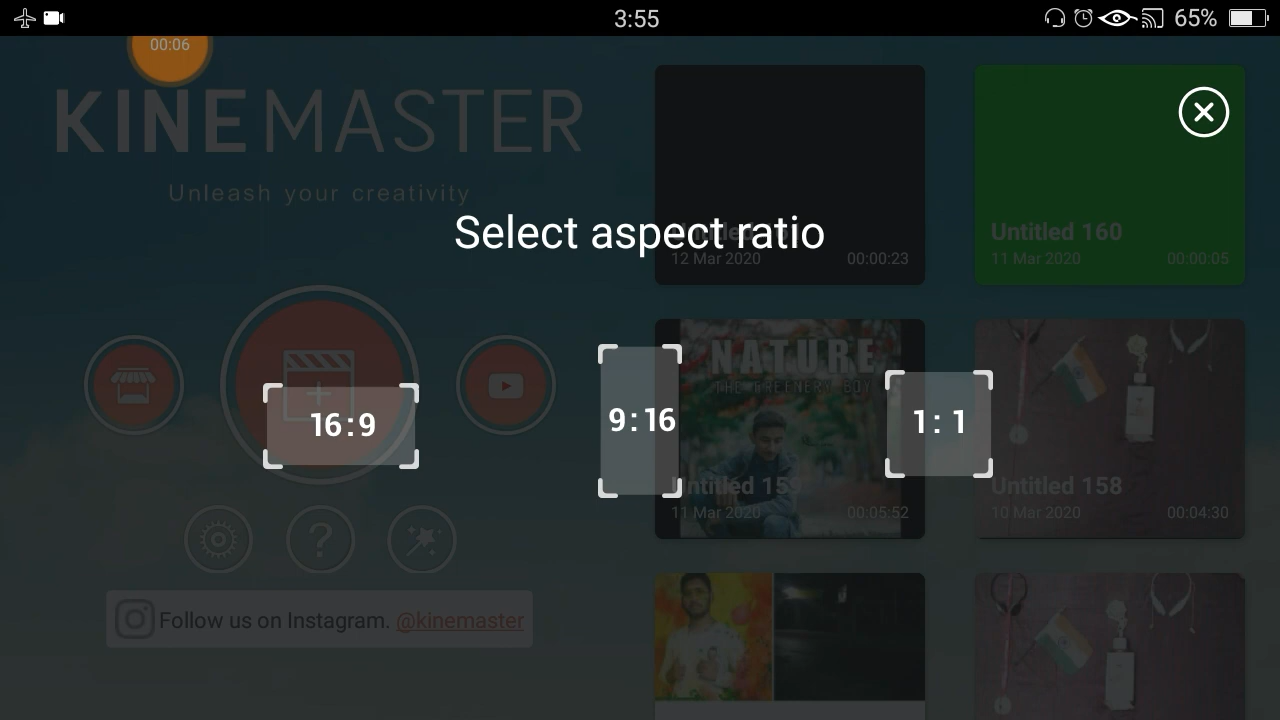 3:55
65%
00:06
KINEMASTER
Unleash your creativity
Select aspect ratio
12 Mar 2020 00:00:23
Untitled 160
11 Mar 2020 00:00:05
16:9
9:16
1:1
NATURE
THE GREENERY BOY
Untitled 159
11 Mar 2020 00:05:52
Untitled 158
10 Mar 2020 00:04:30
?
Follow us on Instagram. @kinemaster